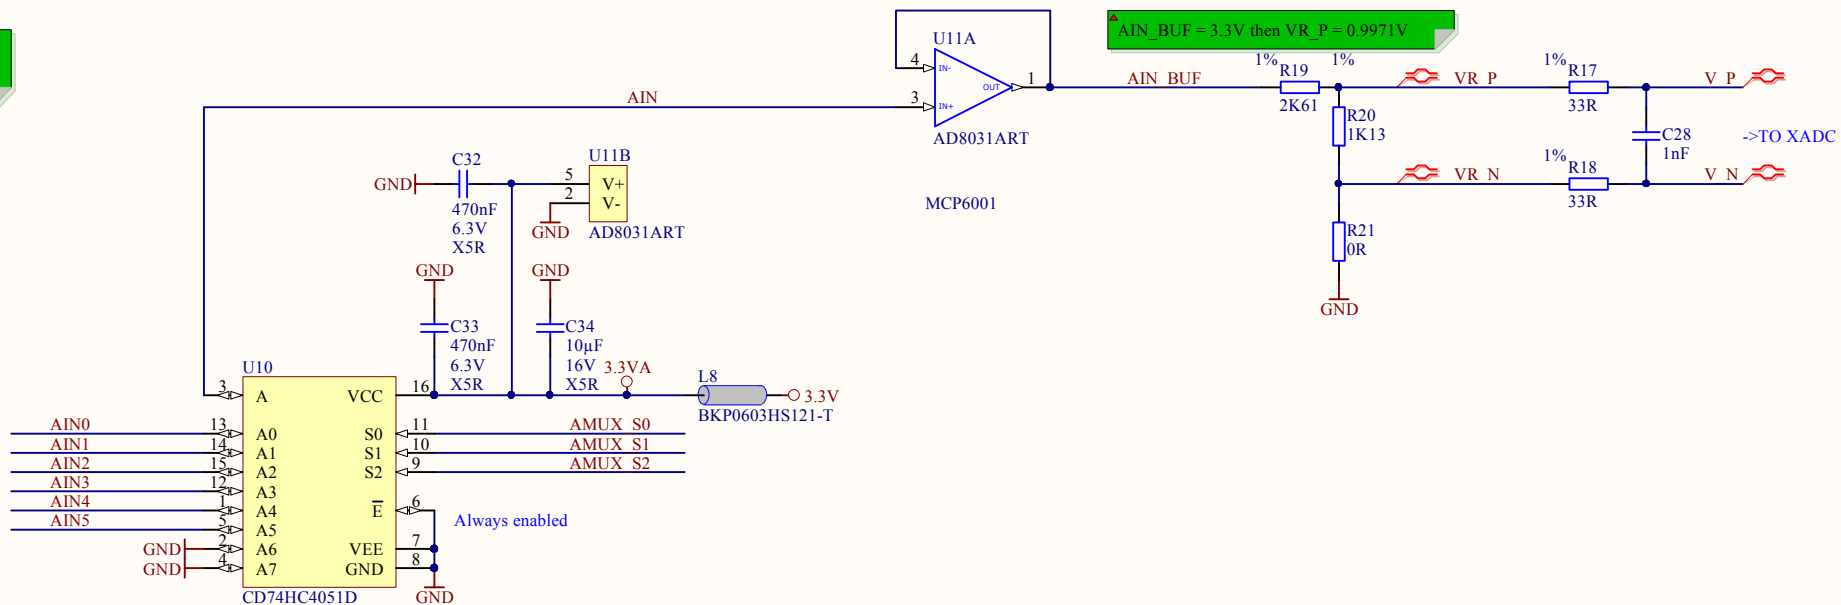 AIN_BUF = 3.3V then VR_P = 0.9971V
U11A
4
IN-
3
IN+
OUT
1
AD8031ART
MCP6001
AIN
AIN_BUF
1%
R19
1%
2K61
VR_P
1%
R17
33R
V_P
R20
1K13
C28
1nF
->TO XADC
VR_N
1%
R18
33R
V_N
R21
0R
GND
C32
GND
470nF
6.3V
X5R
U11B
5
V+
2
V-
GND
AD8031ART
GND
GND
C33
470nF
6.3V
X5R
C34
10µF
16V
X5R
3.3VA
L8
3.3V
BKP0603HS121-T
U10
3
A
VCC
16
AIN0
13
A0
S0
11
AMUX_S0
AIN1
14
A1
S1
10
AMUX_S1
AIN2
15
A2
S2
9
AMUX_S2
AIN3
12
A3
AIN4
1
A4
E
6
Always enabled
AIN5
5
A5
GND
2
A6
VEE
7
GND
4
A7
GND
8
CD74HC4051D
GND